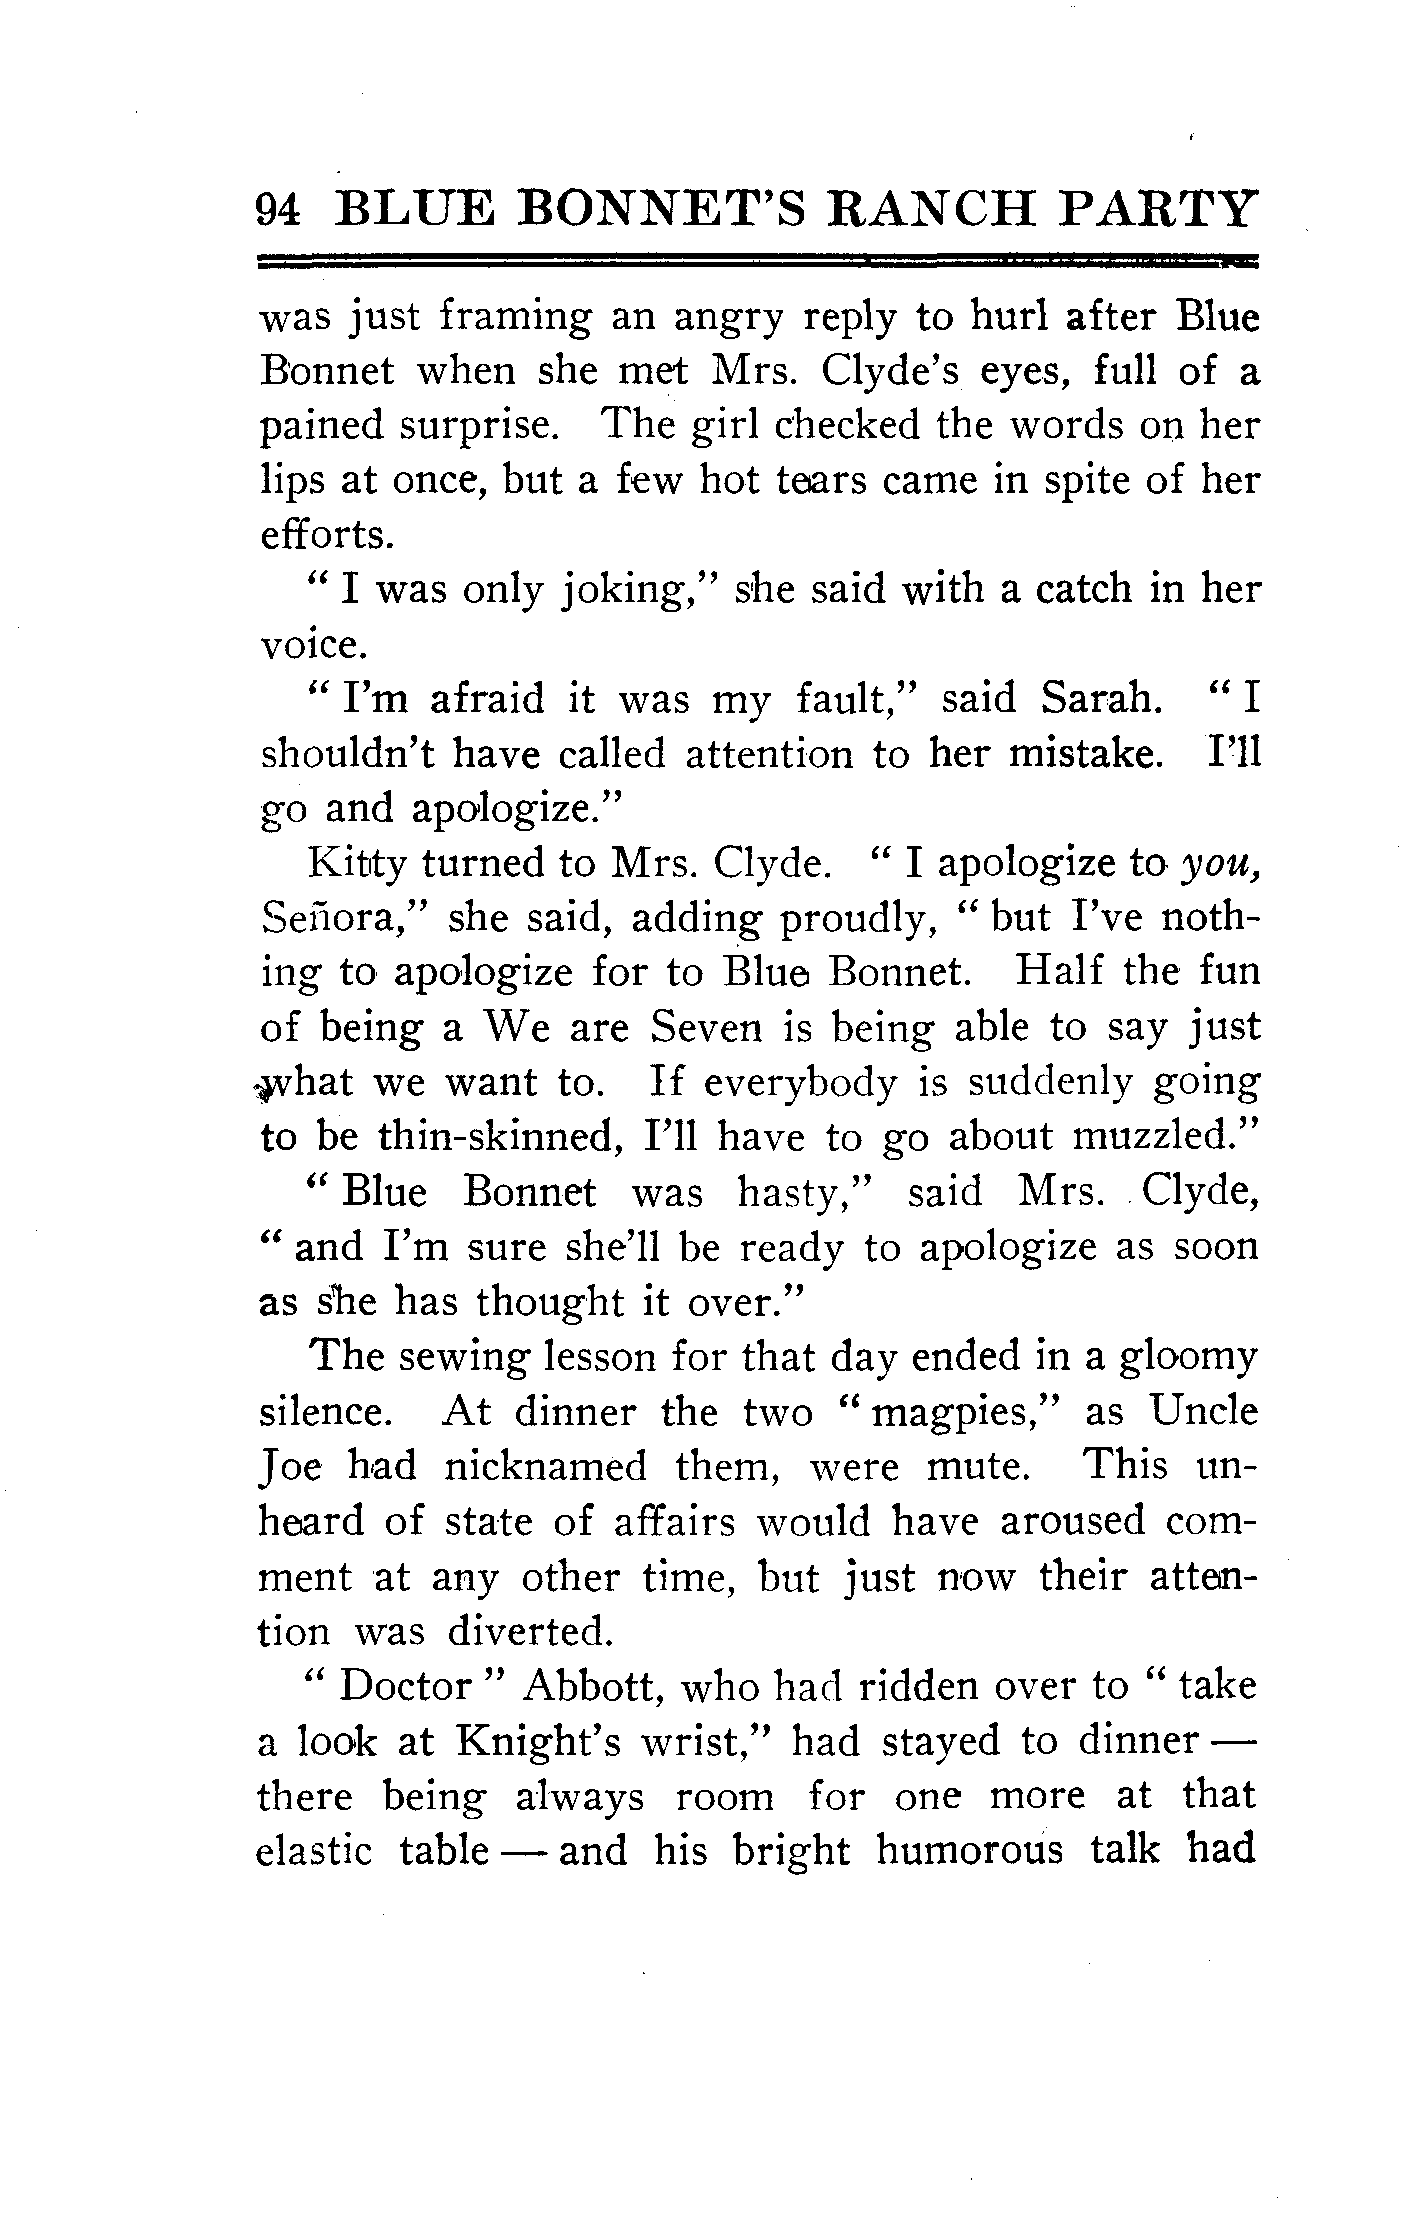 94 BLUE BONNET'S RANCH PARTY
was just framing an angry reply to hurl after Blue
Bonnet when she met Mrs. Clyde's eyes, full of a
pained surprise. The girl checked the words on her
lips at once, but a few hot tears came in spite of her
efforts.
" I was only joking," she said with a catch in her
voice.
" I'm afraid it was my fault," said Sarah. " I
shouldn't have called attention to her mistake. I'll
go and apologize."
Kitty turned to Mrs. Clyde. " I apologize to you,
Señora," she said, adding proudly, " but I've noth-
ing to apologize for to Blue Bonnet. Half the fun
of being a We are Seven is being able to say just
what we want to. If everybody is suddenly going
to be thin-skinned, I'll have to go about muzzled."
" Blue Bonnet was hasty," said Mrs. Clyde,
" and I'm sure she'll be ready to apologize as soon
as she has thought it over."
The sewing lesson for that day ended in a gloomy
silence. At dinner the two " magpies," as Uncle
Joe had nicknamed them, were mute. This un-
heard of state of affairs would have aroused com-
ment at any other time, but just now their atten-
tion was diverted.
" Doctor " Abbott, who had ridden over to " take
a look at Knight's wrist," had stayed to dinner —
there being always room for one more at that
elastic table — and his bright humorous talk had